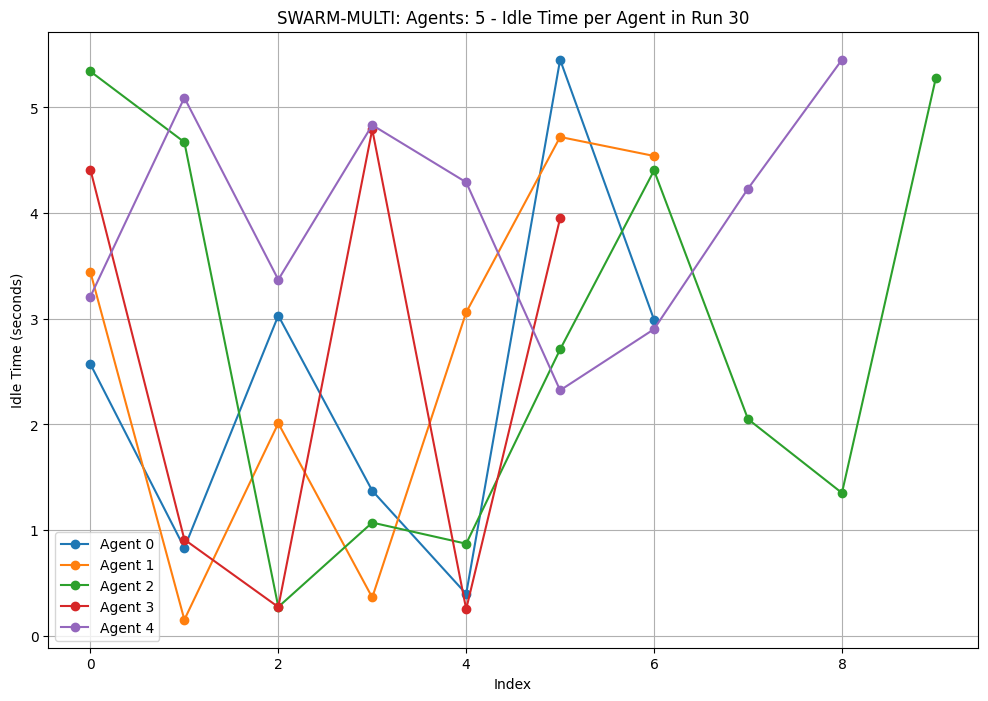 SWARM-MULTI: Agents: 5 - Idle Time per Agent in Run 30
Idle Time (seconds)
5
4
3
2
1
0
Agent 0
Agent 1
Agent 2
Agent 3
Agent 4
0 2 4 6 8
Index